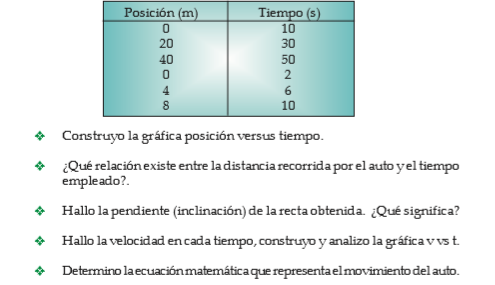 Posición (m) Tiempo (s)
0 10
20 30
40 50
0 2
4 6
8 10
❖ Construyo la gráfica posición versus tiempo.
❖ ¿Qué relación existe entre la distancia recorrida por el auto y el tiempo
empleado?.
❖ Hallo la pendiente (inclinación) de la recta obtenida. ¿Qué significa?
❖ Hallo la velocidad en cada tiempo, construyo y analizo la gráfica v vs t.
❖ Determino la ecuación matemática que representa el movimiento del auto.